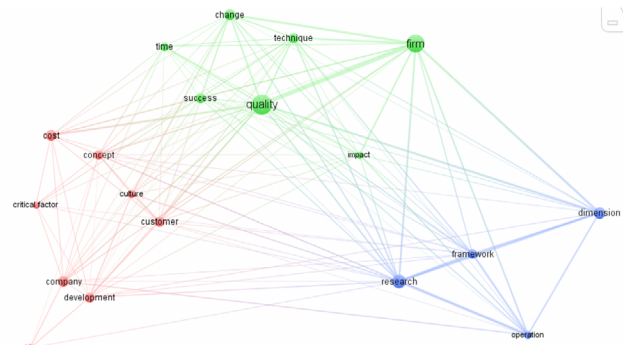 change
technique
firm
time
success
quality
cost
concept
impact
culture
critical factor
customer
dimension
framework
company
research
development
operation